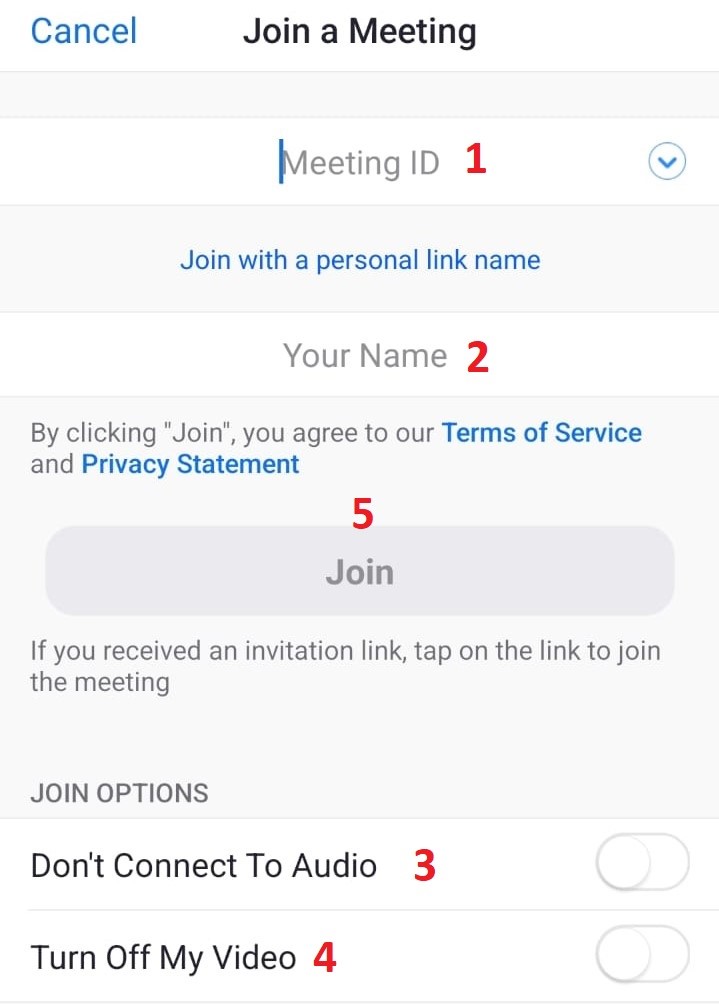 Cancel Join a Meeting
Meeting ID 1
Join with a personal link name
Your Name 2
By clicking "Join", you agree to our Terms of Service
and Privacy Statement
5
Join
If you received an invitation link, tap on the link to join
the meeting
JOIN OPTIONS
Don't Connect To Audio 3
Turn Off My Video 4